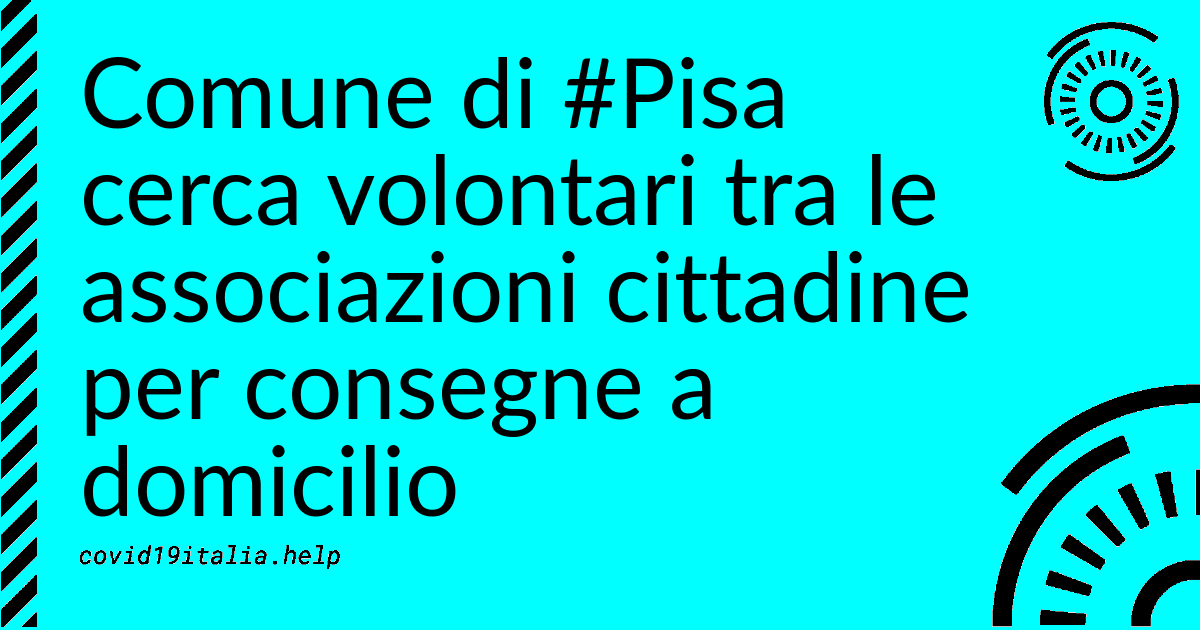 Comune di #Pisa
cerca volontari tra le
associazioni cittadine
per consegne a
domicilio
covid19italia.help